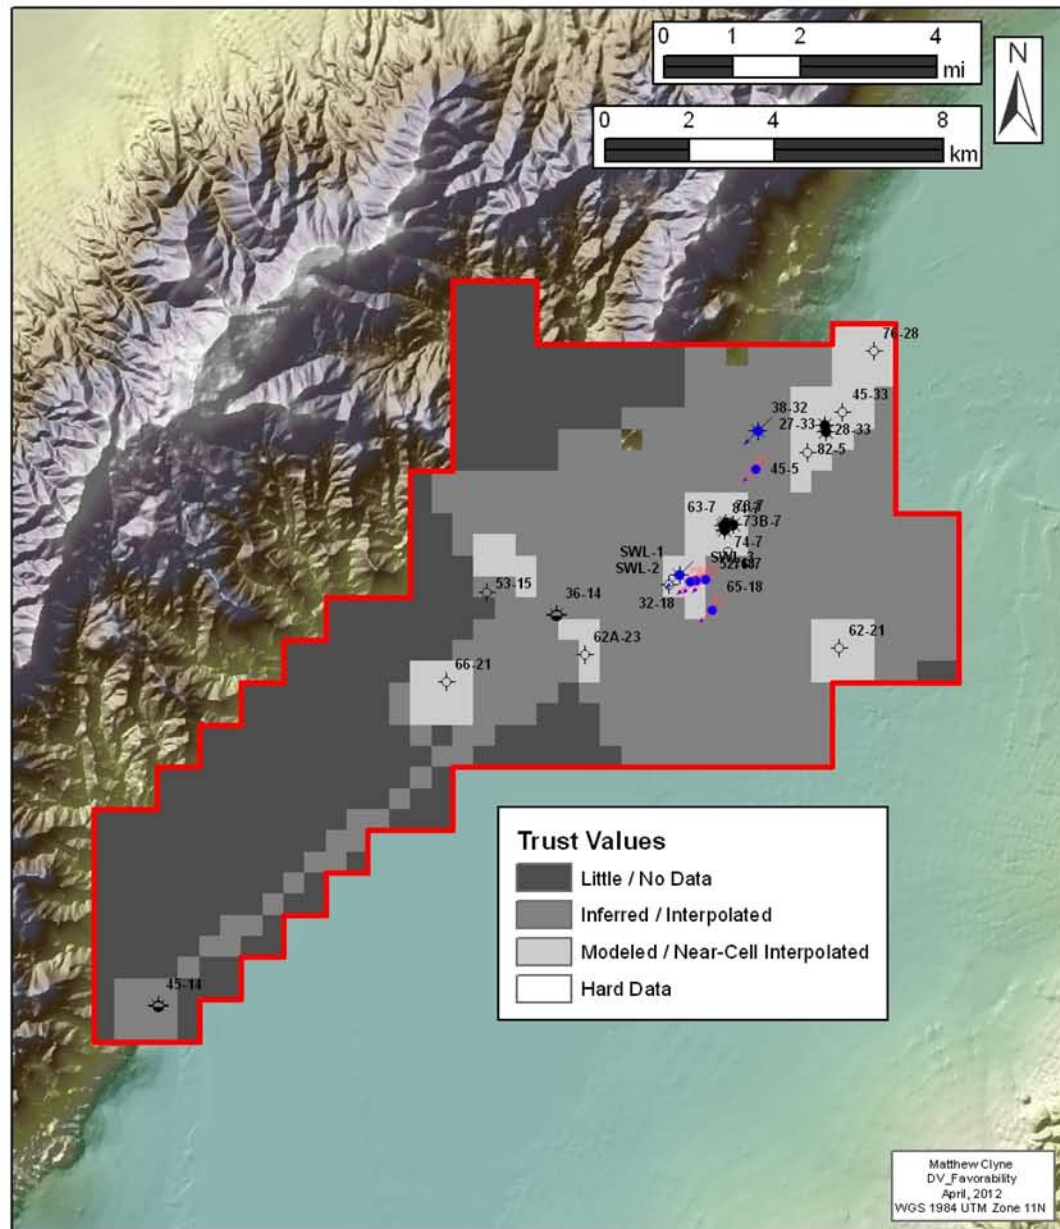 0 1 2 4
mi
0 2 4 8
km
N
76-28
45-33
38-32
27-33
28-33
82-5
45-5
63-7
73B-7
74-7
SWL-1
SWL-3
SWL-2
65-18
53-15
36-14
32-18
62A-23
62-21
66-21
45-14
Trust Values
Little / No Data
Inferred / Interpolated
Modeled / Near-Cell Interpolated
Hard Data
Matthew Clyne
DV_Favorability
April, 2012
WGS 1984 UTM Zone 11N